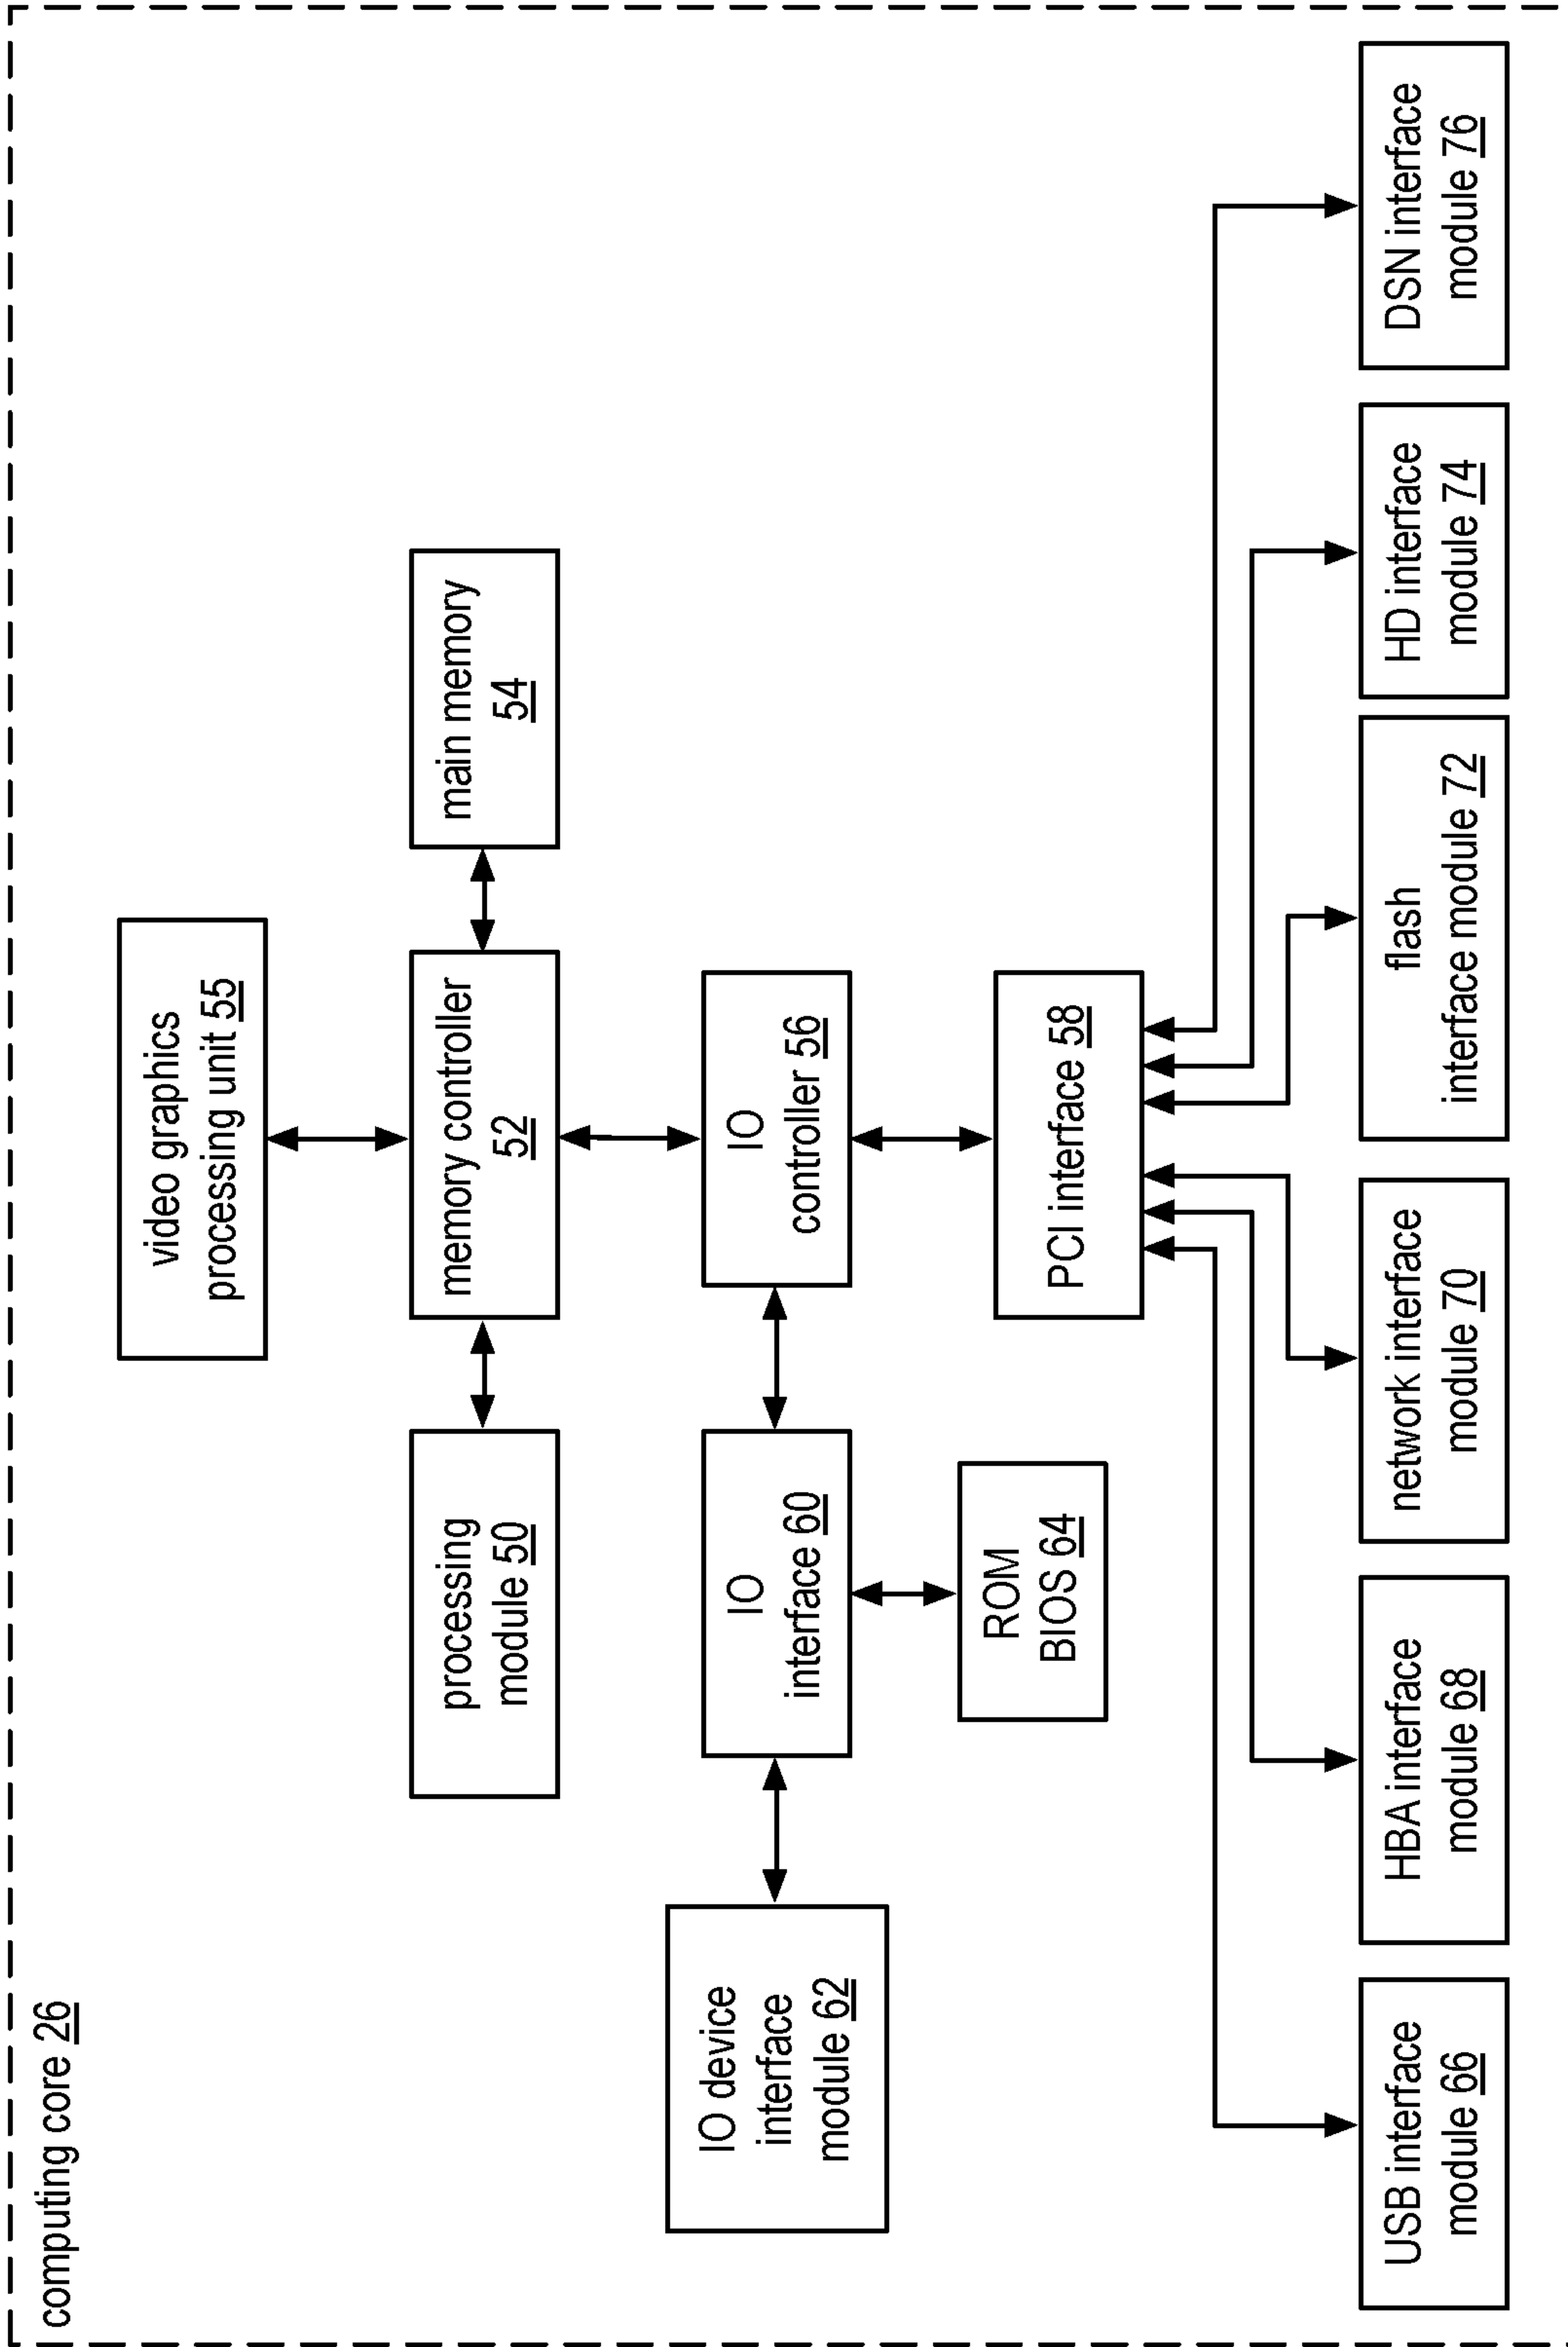 computing core 26
video graphics
processing unit 55
processing
module 50
memory controller
52
main memory
54
IO device
interface
module 62
IO
interface 60
IO
controller 56
ROM
BIOS 64
PCI interface 58
USB interface
module 66
HBA interface
module 68
network interface
module 70
flash
interface module 72
HD interface
module 74
DSN interface
module 76